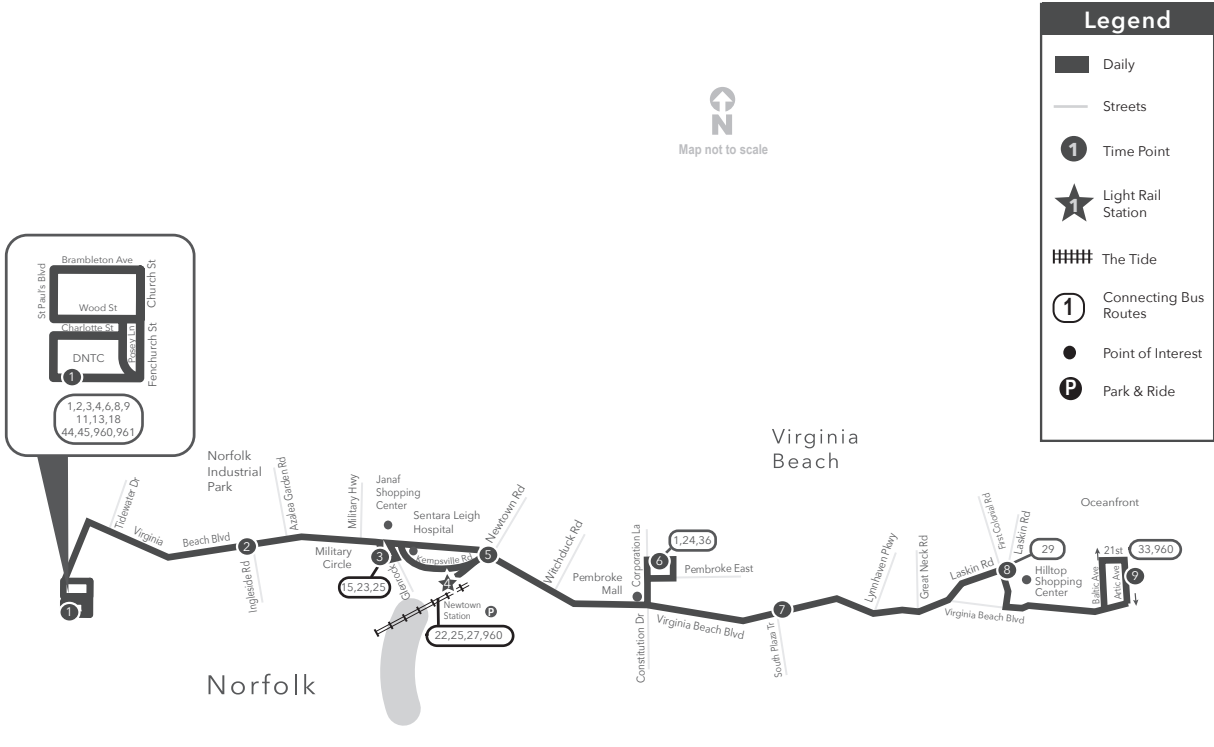 Legend
Daily
Streets
1
Time Point
1
Light Rail
Station
The Tide
1
Connecting Bus
Routes
Point of Interest
P
Park & Ride
N
Map not to scale
Brambleton Ave
St Paul's Blvd
Church St
Wood St
Charlotte St
Posey Ln
Fenchurch St
DNTC
1
1,2,3,4,6,8,9
11,13,18
44,45,960,961
Virginia
Beach
Norfolk
Industrial
Park
Tidewater Dr
Virginia
Beach Blvd
2
Ingleside Rd
Azalea Garden Rd
Military Hwy
Janaf
Shopping
Center
Sentara Leigh
Hospital
Military
Circle
3
15,23,25
Glenrock
Kempsville Rd
Newtown Rd
5
Newtown
Station
P
22,25,27,960
1
Norfolk
Witchduck Rd
Pembroke
Mall
Corporation La
Constitution Dr
1,24,36
6
Pembroke East
Virginia Beach Blvd
7
South Plaza Tr
Lynnhaven Pkwy
Great Neck Rd
Laskin Rd
First Colonial Rd
Laskin Rd
8
29
Hilltop
Shopping
Center
Virginia Beach Blvd
Oceanfront
21st
33,960
Baltic Ave
Artic Ave
9